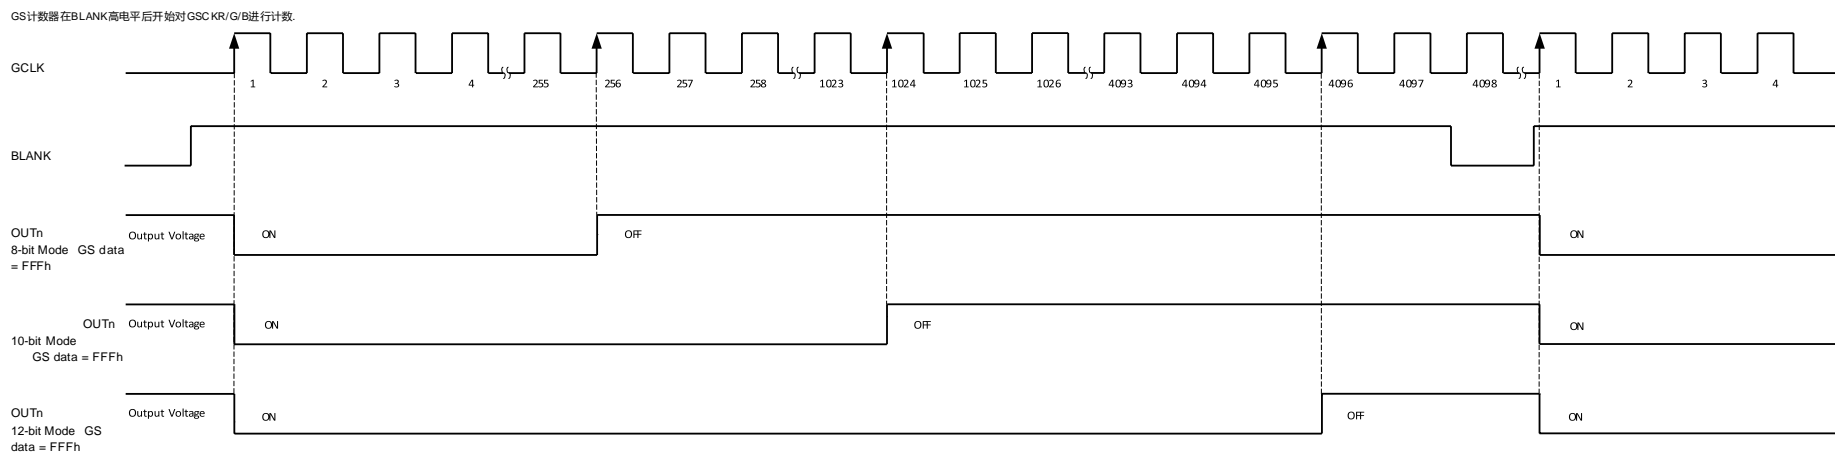 GS计数器在BLANK高电平后开始对GSCKR/G/B进行计数.
GCLK
1 2 3 4 255 256 257 258 1023 1024 1025 1026 4093 4094 4095 4096 4097 4098 1 2 3 4
BLANK
OUTn
8-bit Mode GS data
= FFFh
Output Voltage ON OFF ON
OUTn
10-bit Mode
GS data = FFFh
Output Voltage ON OFF ON
OUTn
12-bit Mode GS
data = FFFh
Output Voltage ON OFF ON